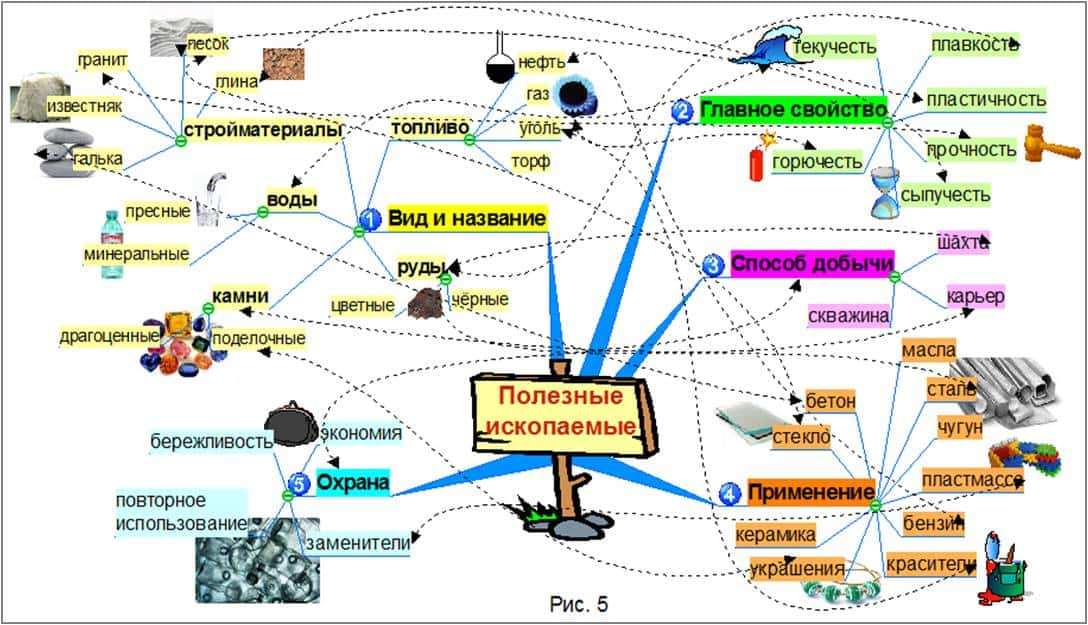 Полезные
ископаемые
1
Вид и название
стройматериалы
песок
гранит
глина
известняк
галька
топливо
нефть
газ
уголь
торф
воды
пресные
минеральные
руды
цветные
чёрные
камни
драгоценные
поделочные
2
Главное свойство
текучесть
плавкость
пластичность
прочность
горючесть
сыпучесть
3
Способ добычи
шахта
карьер
скважина
4
Применение
масла
бетон
сталь
стекло
чугун
пластмасса
бензин
керамика
украшения
красители
5
Охрана
бережливость
экономия
повторное
использование
заменители
Рис. 5